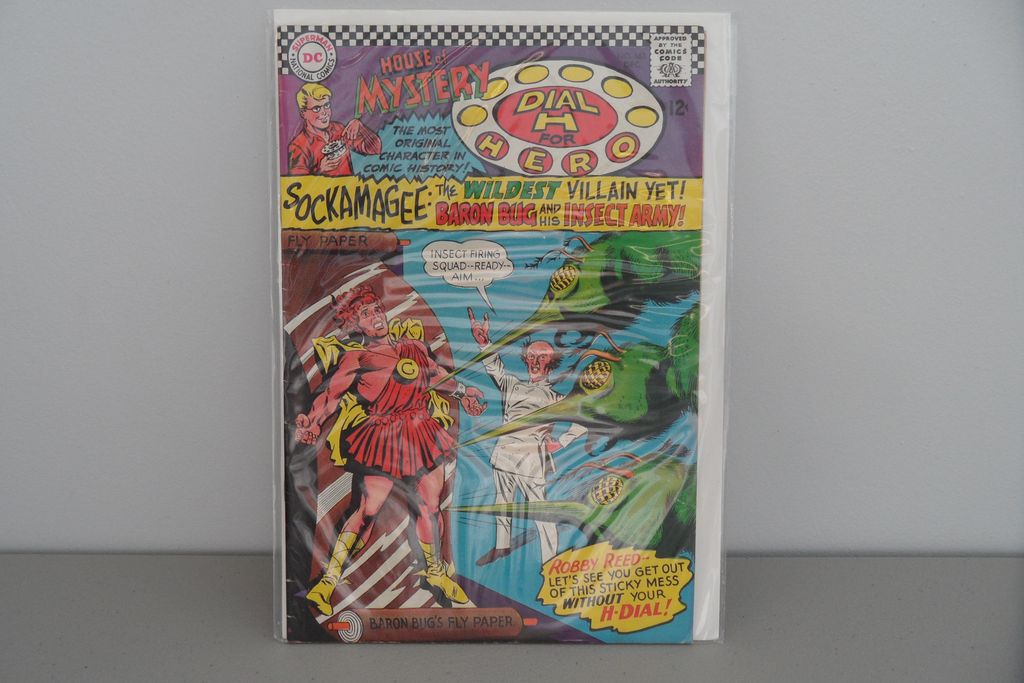 SUPERMAN
DC
NATIONAL COMICS
HOUSE of
MYSTERY
DIAL
H
FOR
HERO
APPROVED
BY THE
COMICS
CODE
AUTHORITY
DEC.
12¢
THE MOST
ORIGINAL
CHARACTER IN
COMIC HISTORY!
SOCKAMAGEE: THE WILDEST VILLAIN YET!
BARON BUG AND HIS INSECT ARMY!
FLY PAPER
INSECT FIRING
SQUAD--READY--
AIM...
G
ROBBY REED--
LET'S SEE YOU GET OUT
OF THIS STICKY MESS
WITHOUT YOUR
H-DIAL!
BARON BUG'S FLY PAPER